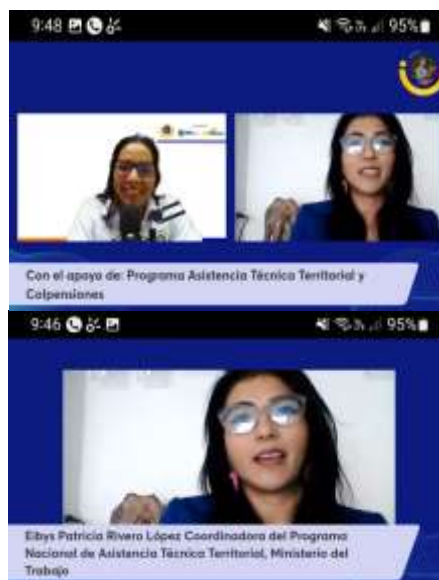 9:48 95%
Con el apoyo de: Programa Asistencia Técnica Territorial y
Colpensiones
9:46 95%
Eibys Patricia Rivero López Coordinadora del Programa
Nacional de Asistencia Técnica Territorial, Ministerio del
Trabajo